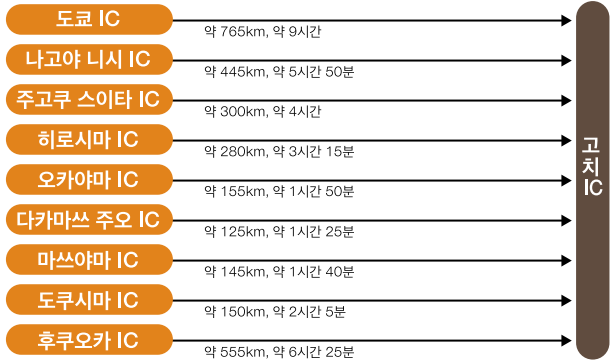 도쿄 IC
약 765km, 약 9시간
나고야 니시 IC
약 445km, 약 5시간 50분
주고쿠 스이타 IC
약 300km, 약 4시간
히로시마 IC
약 280km, 약 3시간 15분
오카야마 IC
약 155km, 약 1시간 50분
다카마쓰 주오 IC
약 125km, 약 1시간 25분
마쓰야마 IC
약 145km, 약 1시간 40분
도쿠시마 IC
약 150km, 약 2시간 5분
후쿠오카 IC
약 555km, 약 6시간 25분
고치 IC